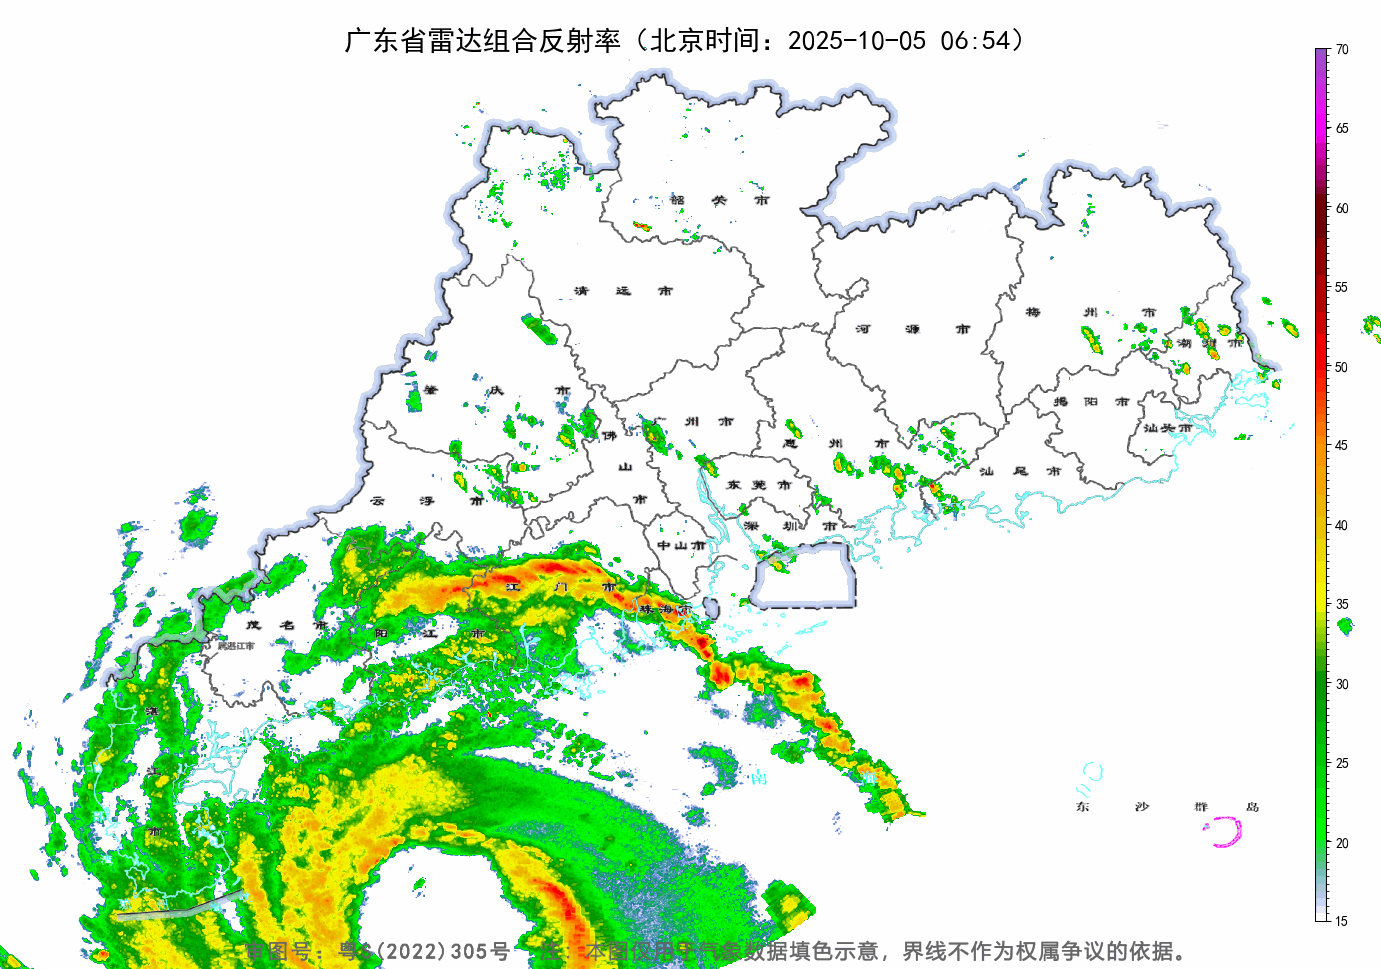 广东省雷达组合反射率（北京时间：2025-10-05 06:54）
70
65
60
55
50
45
40
35
30
25
20
15
韶 关 市
清 远 市
河 源 市
梅 州 市
潮 州 市
肇 庆 市
广 州 市
佛 山 市
惠 州 市
揭 阳 市
汕头市
汕 尾 市
东 莞 市
云 浮 市
深 圳 市
中山市
江 门 市
珠海市
茂 名 市
阳 江 市
属湛江市
湛 江 市
南 海
东 沙 群 岛
审图号：粤S(2022)305号 注：本图仅用于气象数据填色示意，界线不作为权属争议的依据。